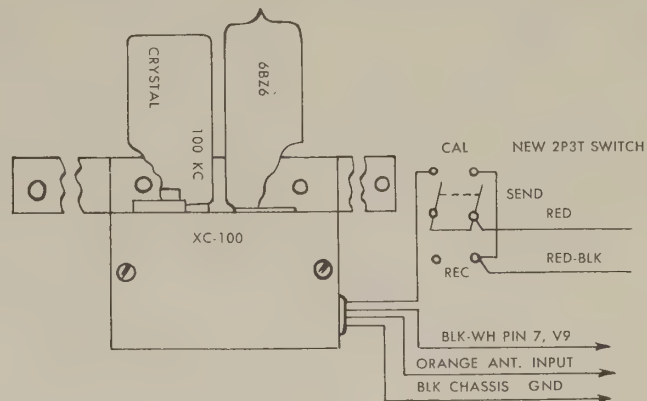 CRYSTAL
100 KC
6BZ6
CAL NEW 2P3T SWITCH
SEND
RED
XC-100
REC
RED-BLK
BLK-WH PIN 7, V9
ORANGE ANT. INPUT
BLK CHASSIS GND